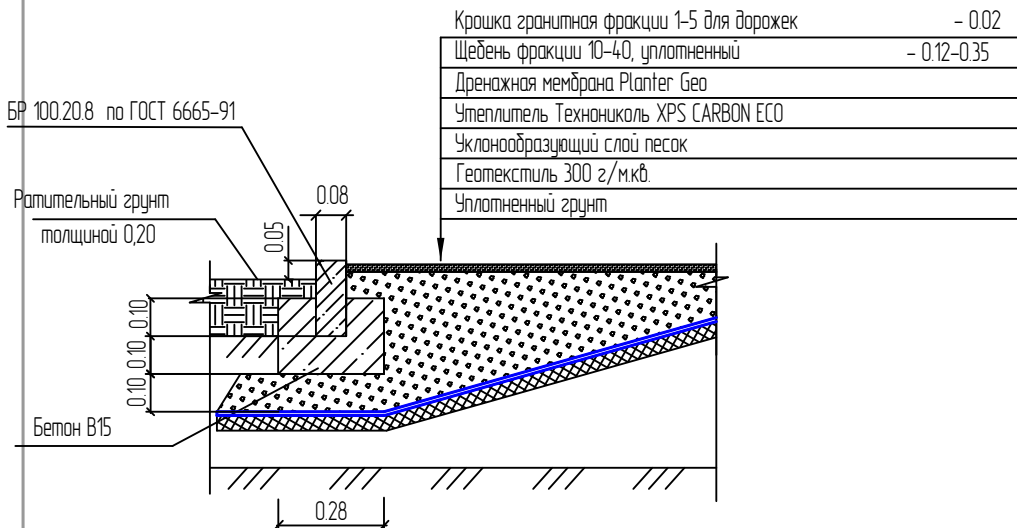 Крошка гранитная фракции 1-5 для дорожек - 0.02
Щебень фракции 10-40, уплотненный - 0.12-0.35
Дренажная мембрана Planter Geo
Утеплитель Технониколь XPS CARBON ECO
Уклонообразующий слой песок
Геотекстиль 300 г/м.кв.
Уплотненный грунт
БР 100.20.8 по ГОСТ 6665-91
Ратительный грунт
толщиной 0,20
0.08
0.05
0.10
0.10
0.10
Бетон В15
0.28